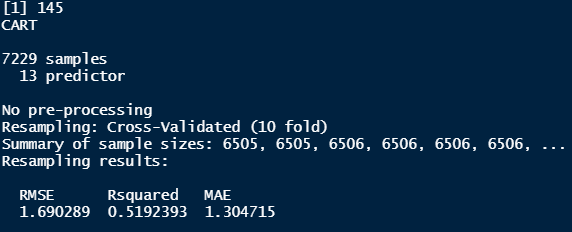 [1] 145
CART
7229 samples
13 predictor
No pre-processing
Resampling: Cross-Validated (10 fold)
Summary of sample sizes: 6505, 6505, 6506, 6506, 6506, 6506, ...
Resampling results:
RMSE Rsquared MAE
1.690289 0.5192393 1.304715